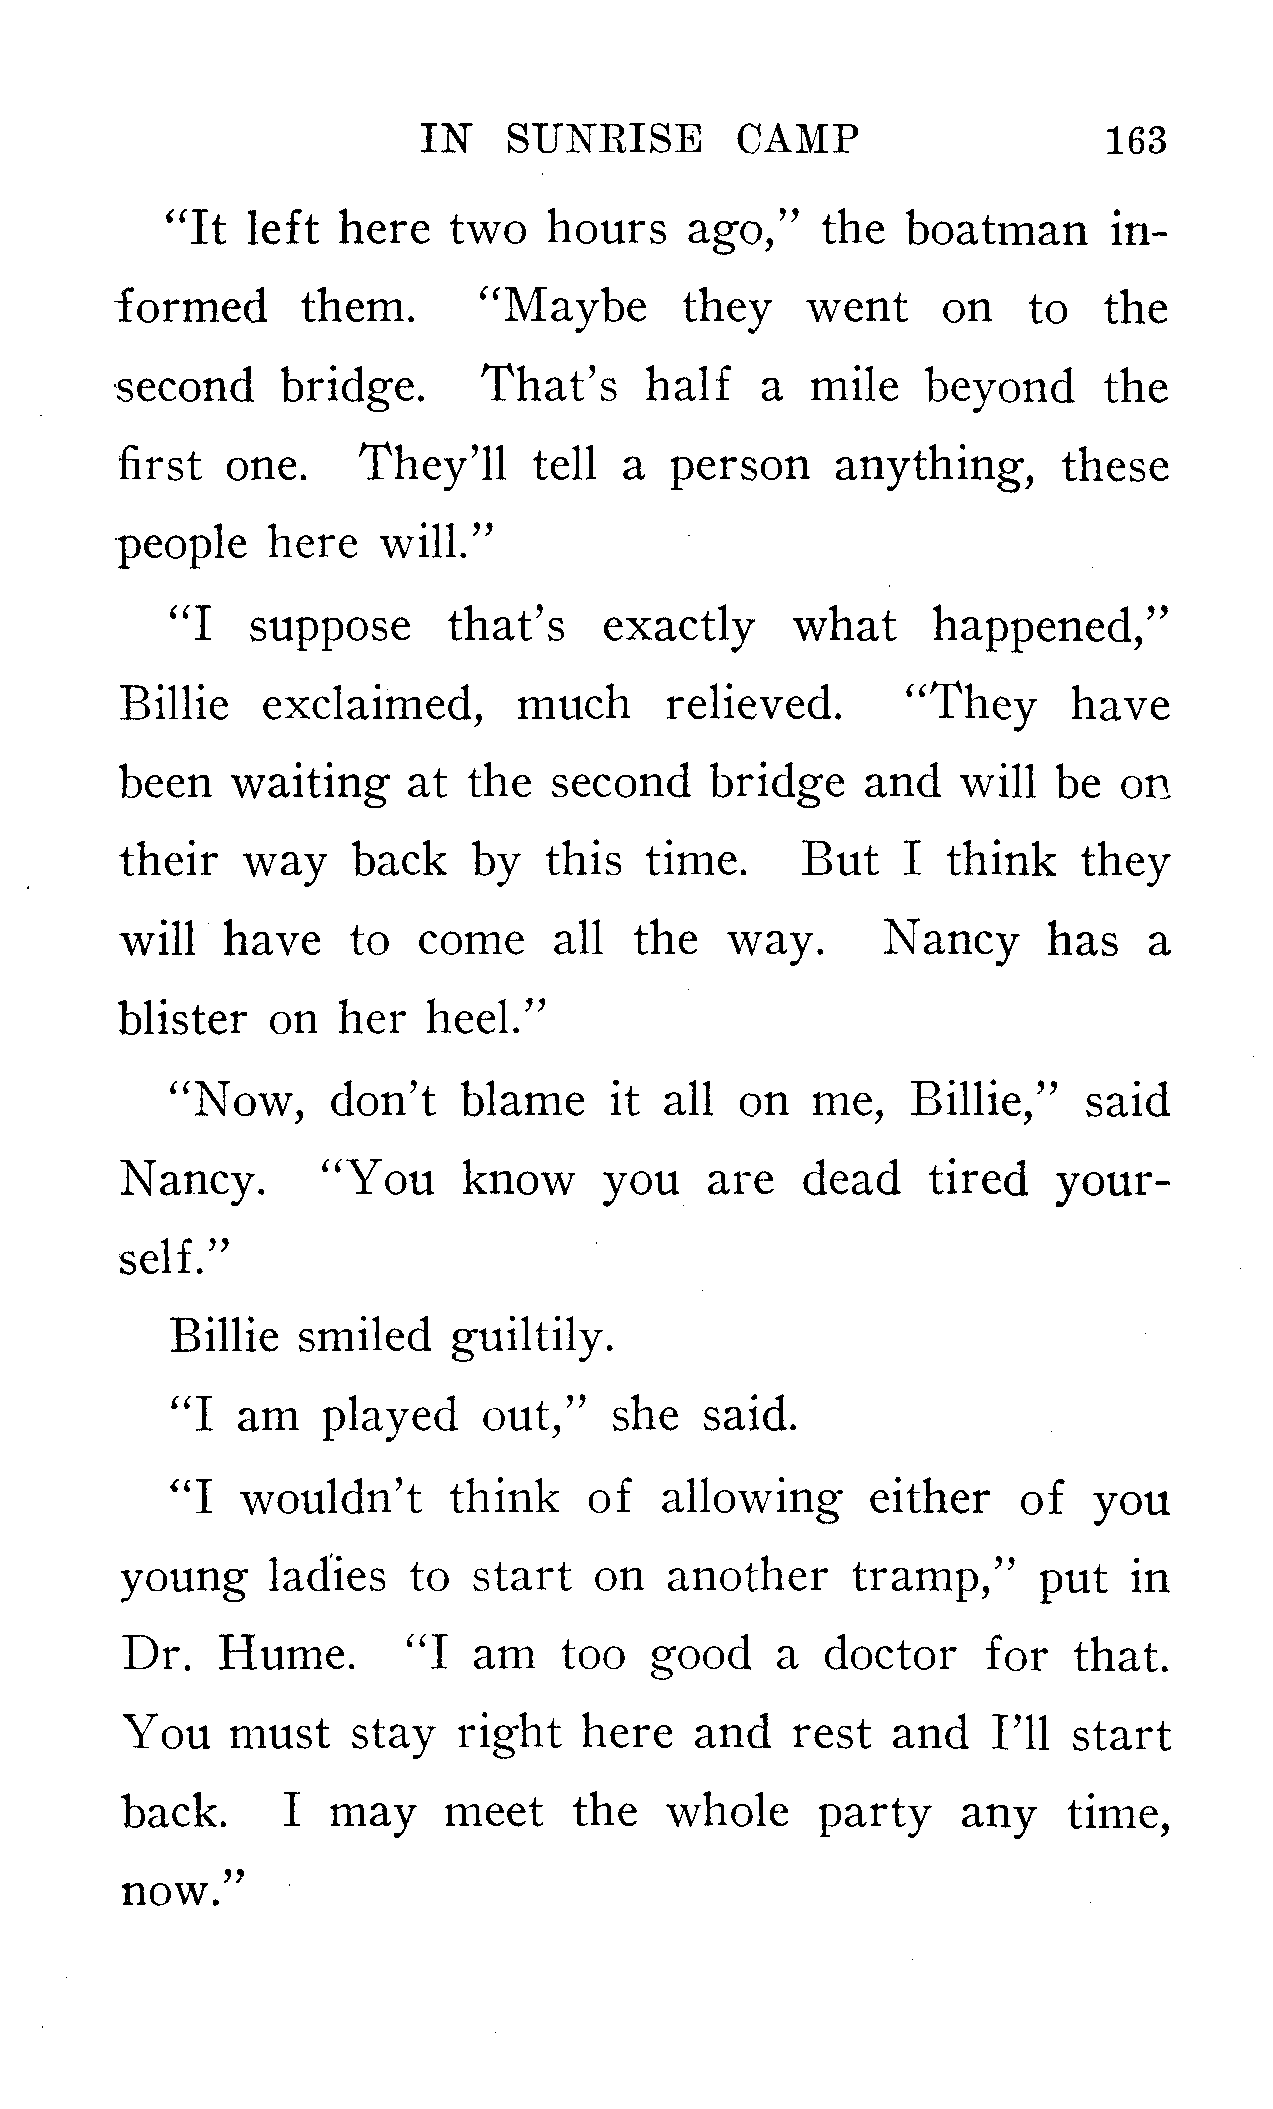 IN SUNRISE CAMP 163
“It left here two hours ago,” the boatman in-
formed them. “Maybe they went on to the
second bridge. That’s half a mile beyond the
first one. They’ll tell a person anything, these
people here will.”
“I suppose that’s exactly what happened,”
Billie exclaimed, much relieved. “They have
been waiting at the second bridge and will be on
their way back by this time. But I think they
will have to come all the way. Nancy has a
blister on her heel.”
“Now, don’t blame it all on me, Billie,” said
Nancy. “You know you are dead tired your-
self.”
Billie smiled guiltily.
“I am played out,” she said.
“I wouldn’t think of allowing either of you
young ladies to start on another tramp,” put in
Dr. Hume. “I am too good a doctor for that.
You must stay right here and rest and I’ll start
back. I may meet the whole party any time,
now.”